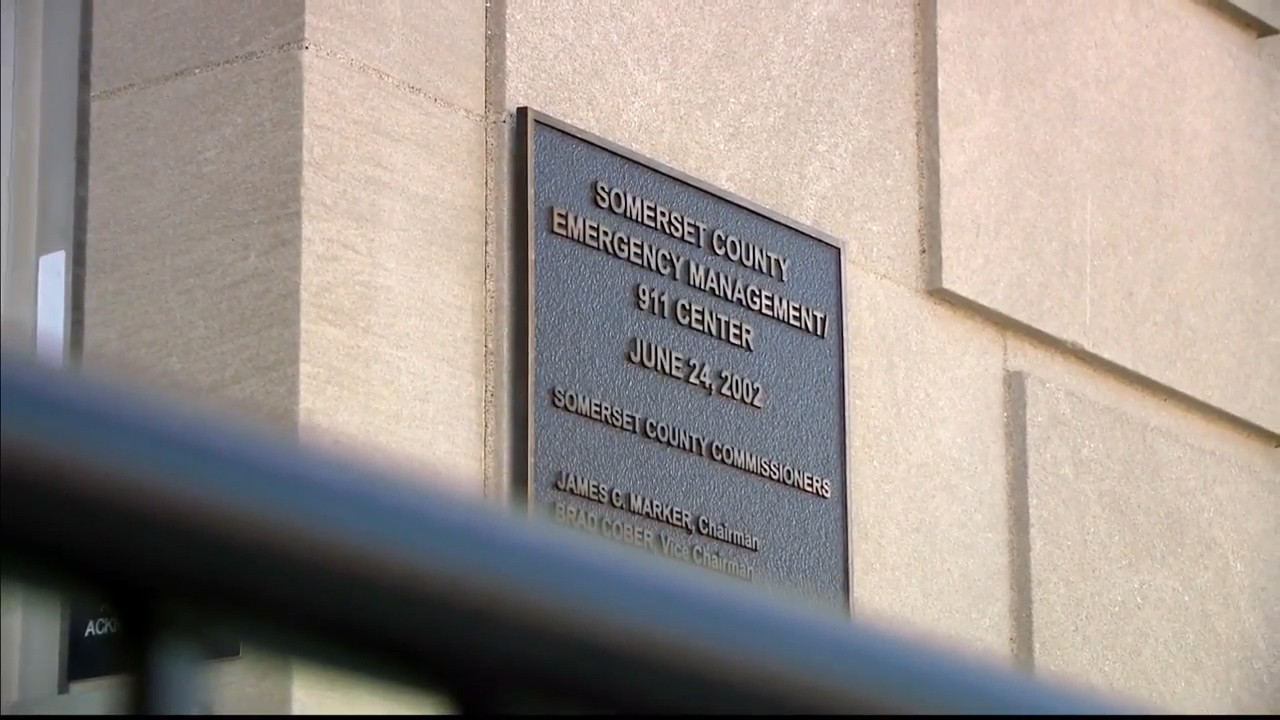 SOMERSET COUNTY
EMERGENCY MANAGEMENT/
911 CENTER
JUNE 24, 2002
SOMERSET COUNTY COMMISSIONERS
JAMES C. MARKER, Chairman
BRAD COBER, Vice Chairman